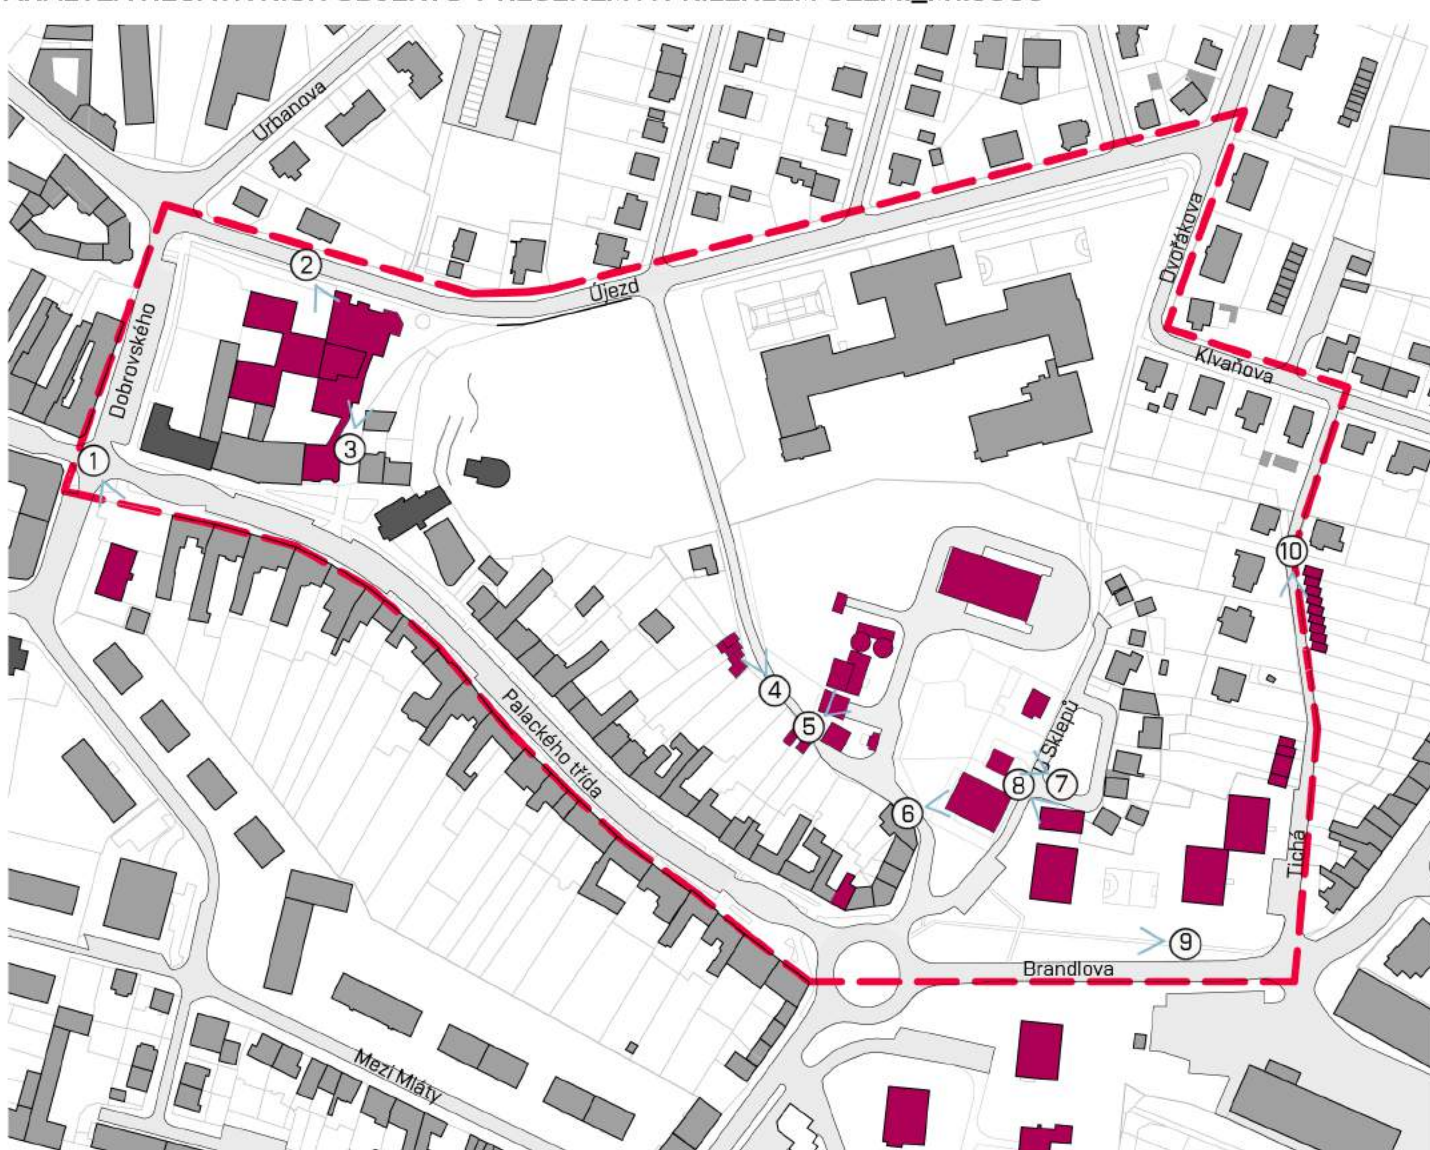 Urbanova
2
Újezd
Dvořákova
Dobrovského
Klvaňova
3
1
10
4
5
U Sklepů
Palackého třída
8
7
6
Tichá
9
Brandlova
Mezi Mláty